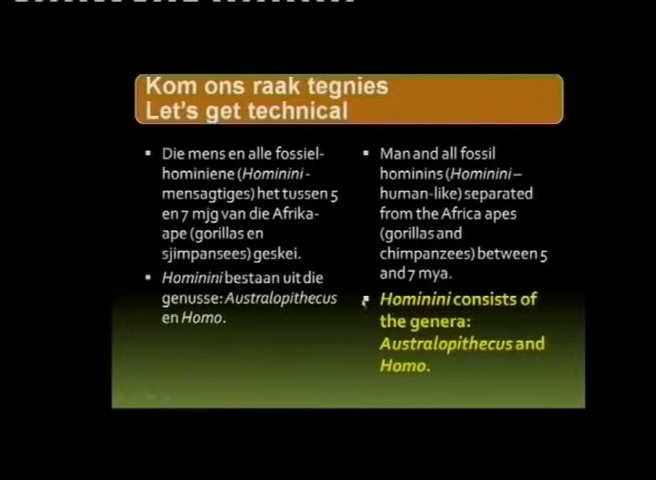 Kom ons raak tegnies
Let's get technical
▪ Die mens en alle fossiel-
hominiene (Hominini-
mensagtiges) het tussen 5
en 7 mjg van die Afrika-
ape (gorillas en
sjimpansees) geskei.
▪ Hominini bestaan uit die
genusse: Australopithecus
en Homo.
▪ Man and all fossil
hominins (Hominini–
human-like) separated
from the Africa apes
(gorillas and
chimpanzees) between 5
and 7 mya.
▪ Hominini consists of
the genera:
Australopithecus and
Homo.